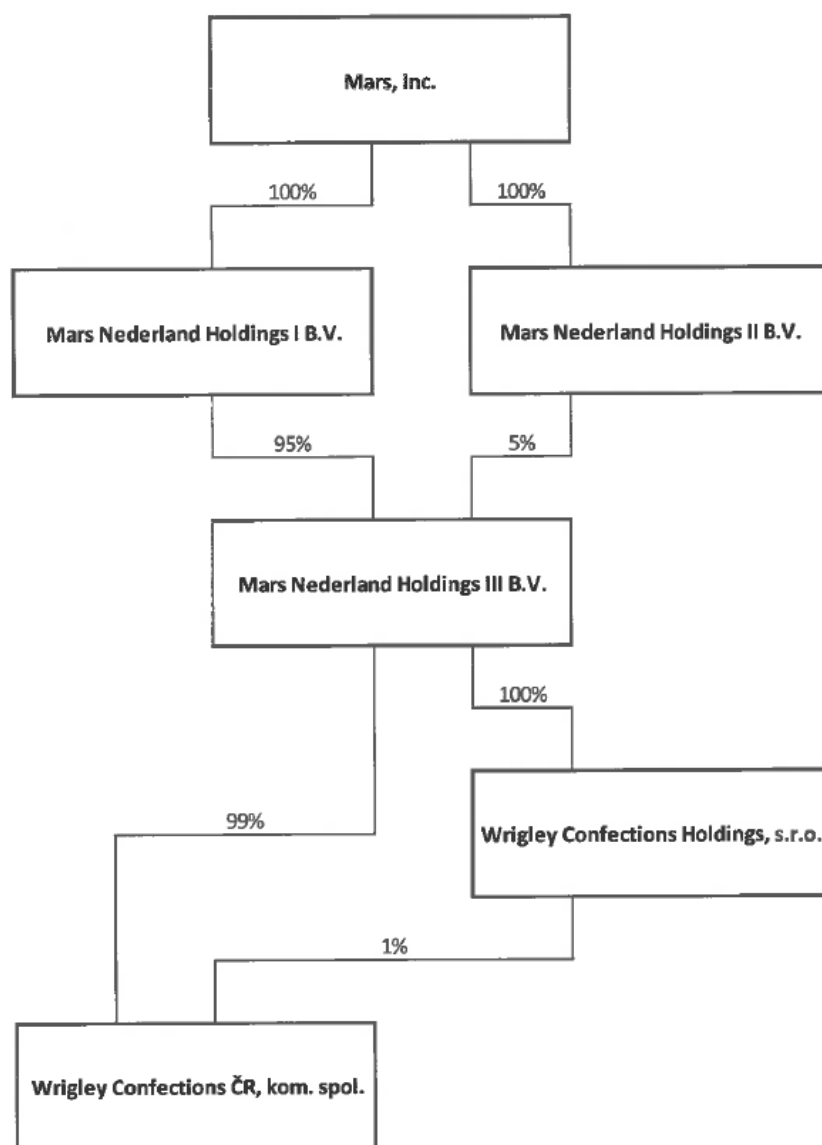 Mars, Inc.
100%
100%
Mars Nederland Holdings I B.V.
Mars Nederland Holdings II B.V.
95%
5%
Mars Nederland Holdings III B.V.
100%
99%
Wrigley Confections Holdings, s.r.o.
1%
Wrigley Confections ČR, kom. spol.